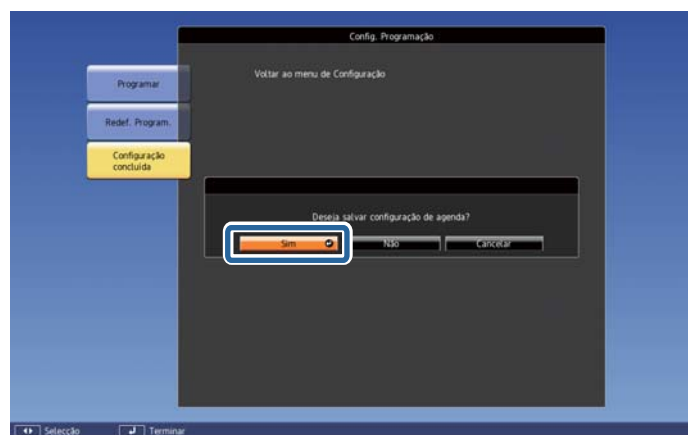 Config. Programação
Voltar ao menu de Configuração
Programar
Redef. Program.
Configuração
concluída
Deseja salvar configuração de agenda?
Sim Não Cancelar
Selecção Terminar